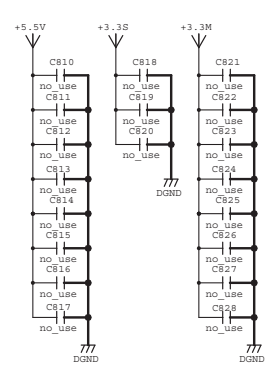 +5.5V
C810
no_use
C811
no_use
C812
no_use
C813
no_use
C814
no_use
C815
no_use
C816
no_use
C817
no_use
DGND
+3.3S
C818
no_use
C819
no_use
C820
no_use
DGND
+3.3M
C821
no_use
C822
no_use
C823
no_use
C824
no_use
C825
no_use
C826
no_use
C827
no_use
C828
no_use
DGND